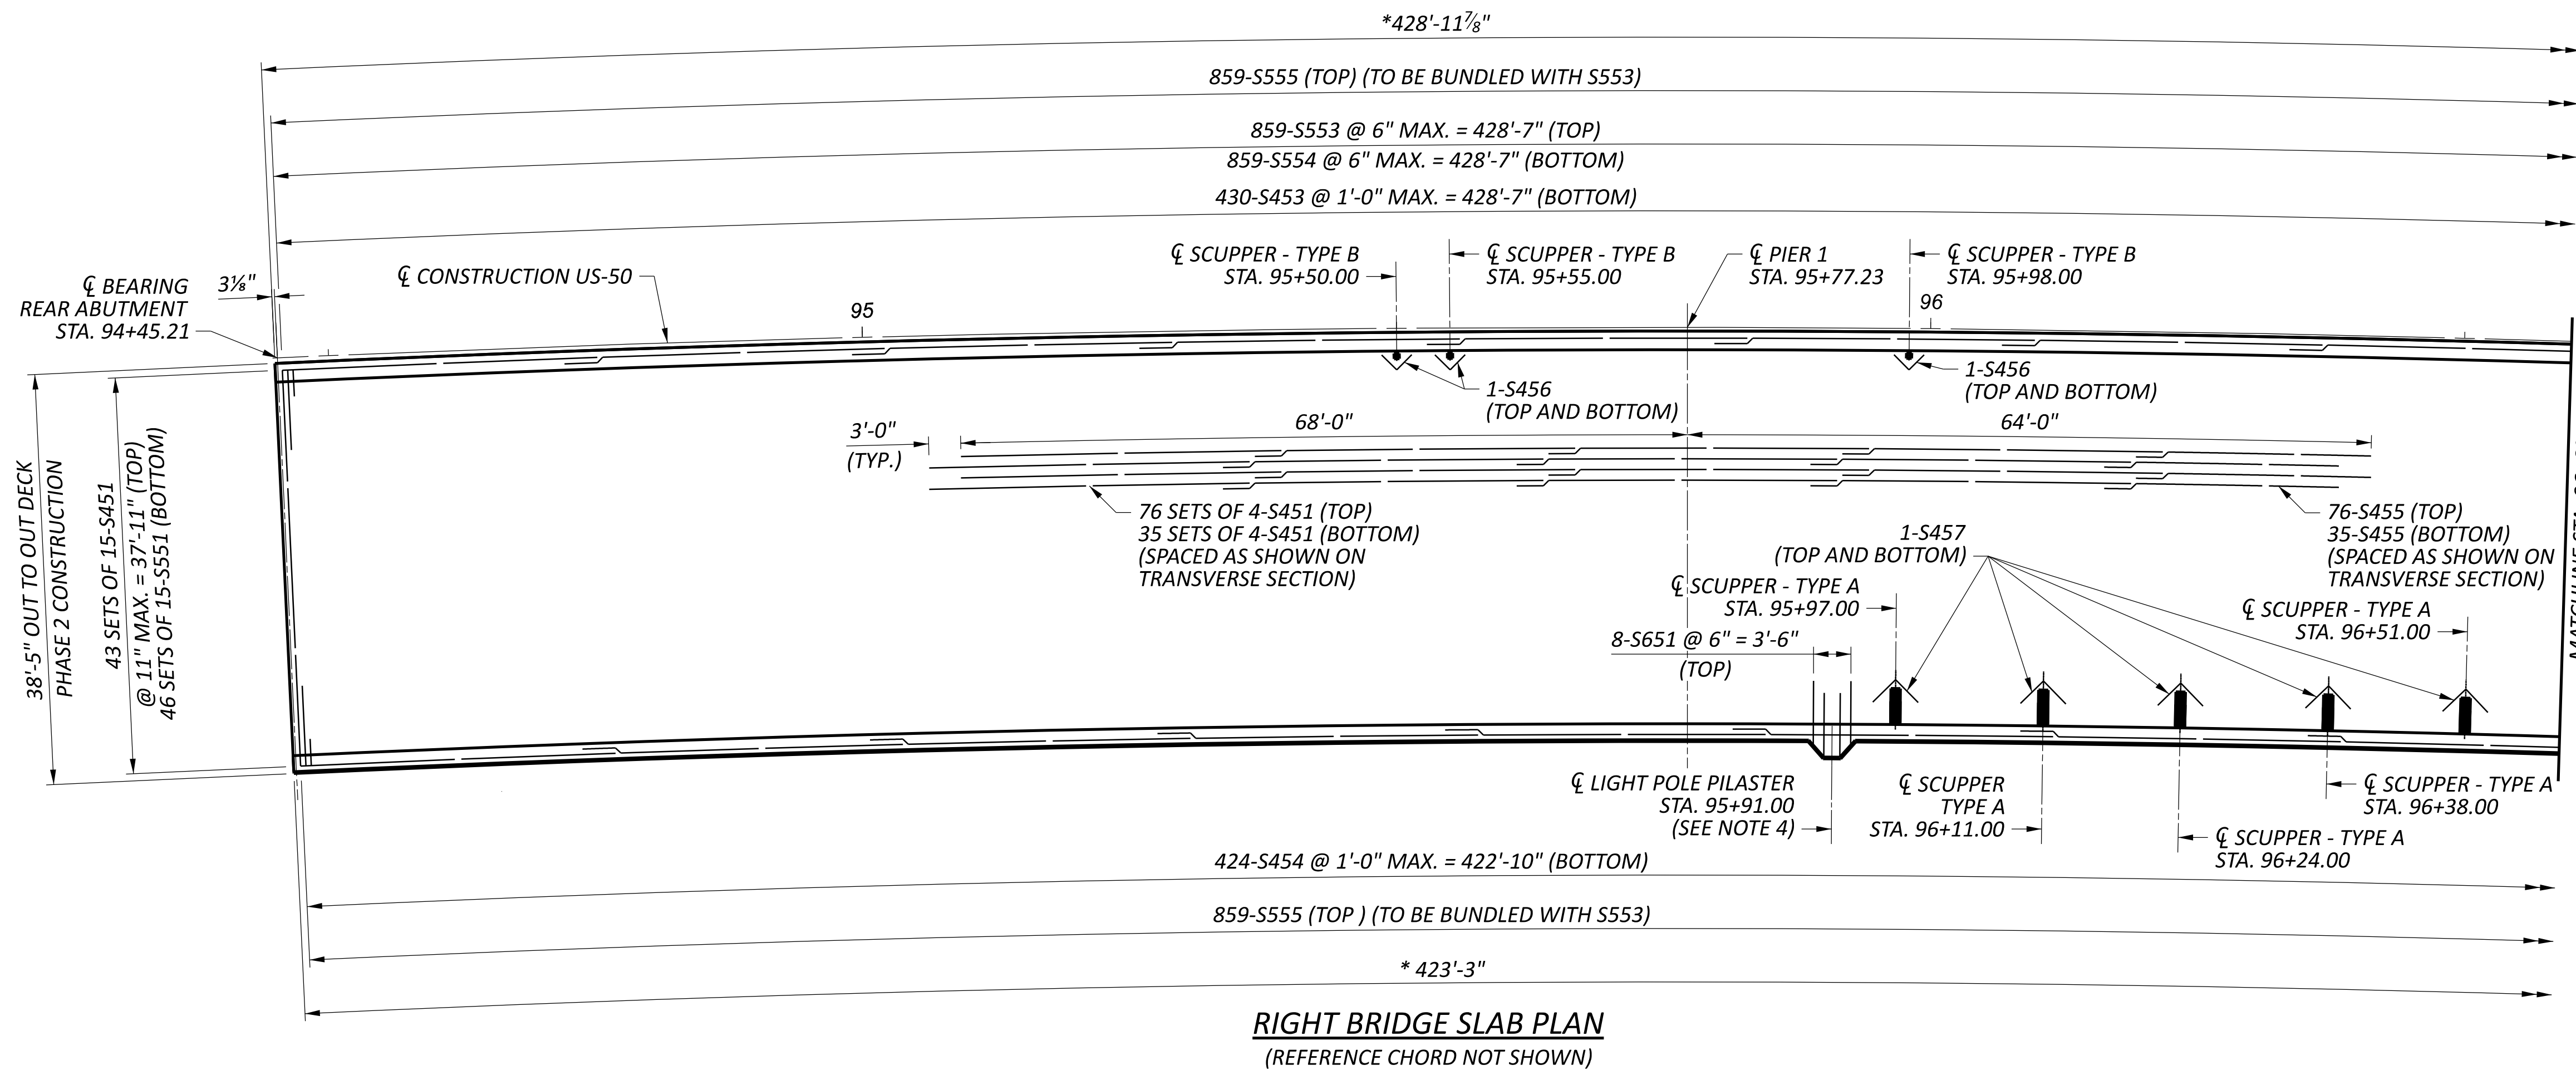 *428'-11⅞"
859-S555 (TOP) (TO BE BUNDLED WITH S553)
859-S553 @ 6" MAX. = 428'-7" (TOP)
859-S554 @ 6" MAX. = 428'-7" (BOTTOM)
430-S453 @ 1'-0" MAX. = 428'-7" (BOTTOM)
℄ BEARING
REAR ABUTMENT
STA. 94+45.21
3⅛"
℄ CONSTRUCTION US-50
95
℄ SCUPPER - TYPE B
STA. 95+50.00
℄ SCUPPER - TYPE B
STA. 95+55.00
℄ PIER 1
STA. 95+77.23
℄ SCUPPER - TYPE B
STA. 95+98.00
96
1-S456
(TOP AND BOTTOM)
1-S456
(TOP AND BOTTOM)
3'-0"
(TYP.)
68'-0"
64'-0"
38'-5" OUT TO OUT DECK
PHASE 2 CONSTRUCTION
43 SETS OF 15-S451
@ 11" MAX. = 37'-11" (TOP)
46 SETS OF 15-S551 (BOTTOM)
76 SETS OF 4-S451 (TOP)
35 SETS OF 4-S451 (BOTTOM)
(SPACED AS SHOWN ON
TRANSVERSE SECTION)
76-S455 (TOP)
35-S455 (BOTTOM)
(SPACED AS SHOWN ON
TRANSVERSE SECTION)
1-S457
(TOP AND BOTTOM)
℄ SCUPPER - TYPE A
STA. 95+97.00
8-S651 @ 6" = 3'-6"
(TOP)
℄ SCUPPER - TYPE A
STA. 96+51.00
℄ LIGHT POLE PILASTER
STA. 95+91.00
(SEE NOTE 4)
℄ SCUPPER
TYPE A
STA. 96+11.00
℄ SCUPPER - TYPE A
STA. 96+38.00
℄ SCUPPER - TYPE A
STA. 96+24.00
424-S454 @ 1'-0" MAX. = 422'-10" (BOTTOM)
859-S555 (TOP ) (TO BE BUNDLED WITH S553)
* 423'-3"
RIGHT BRIDGE SLAB PLAN
(REFERENCE CHORD NOT SHOWN)